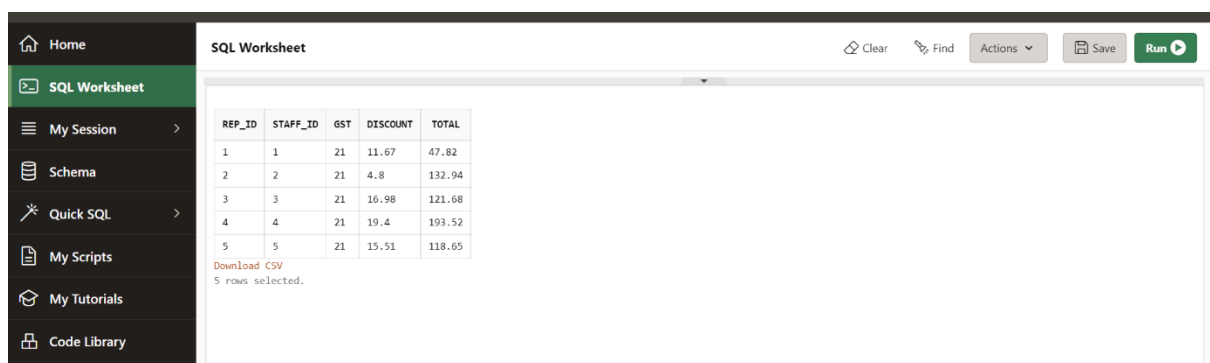 Home
SQL Worksheet
My Session
Schema
Quick SQL
My Scripts
My Tutorials
Code Library
SQL Worksheet
Clear Find Actions Save Run
REP_ID STAFF_ID GST DISCOUNT TOTAL
1 1 21 11.67 47.82
2 2 21 4.8 132.94
3 3 21 16.98 121.68
4 4 21 19.4 193.52
5 5 21 15.51 118.65
Download CSV
5 rows selected.